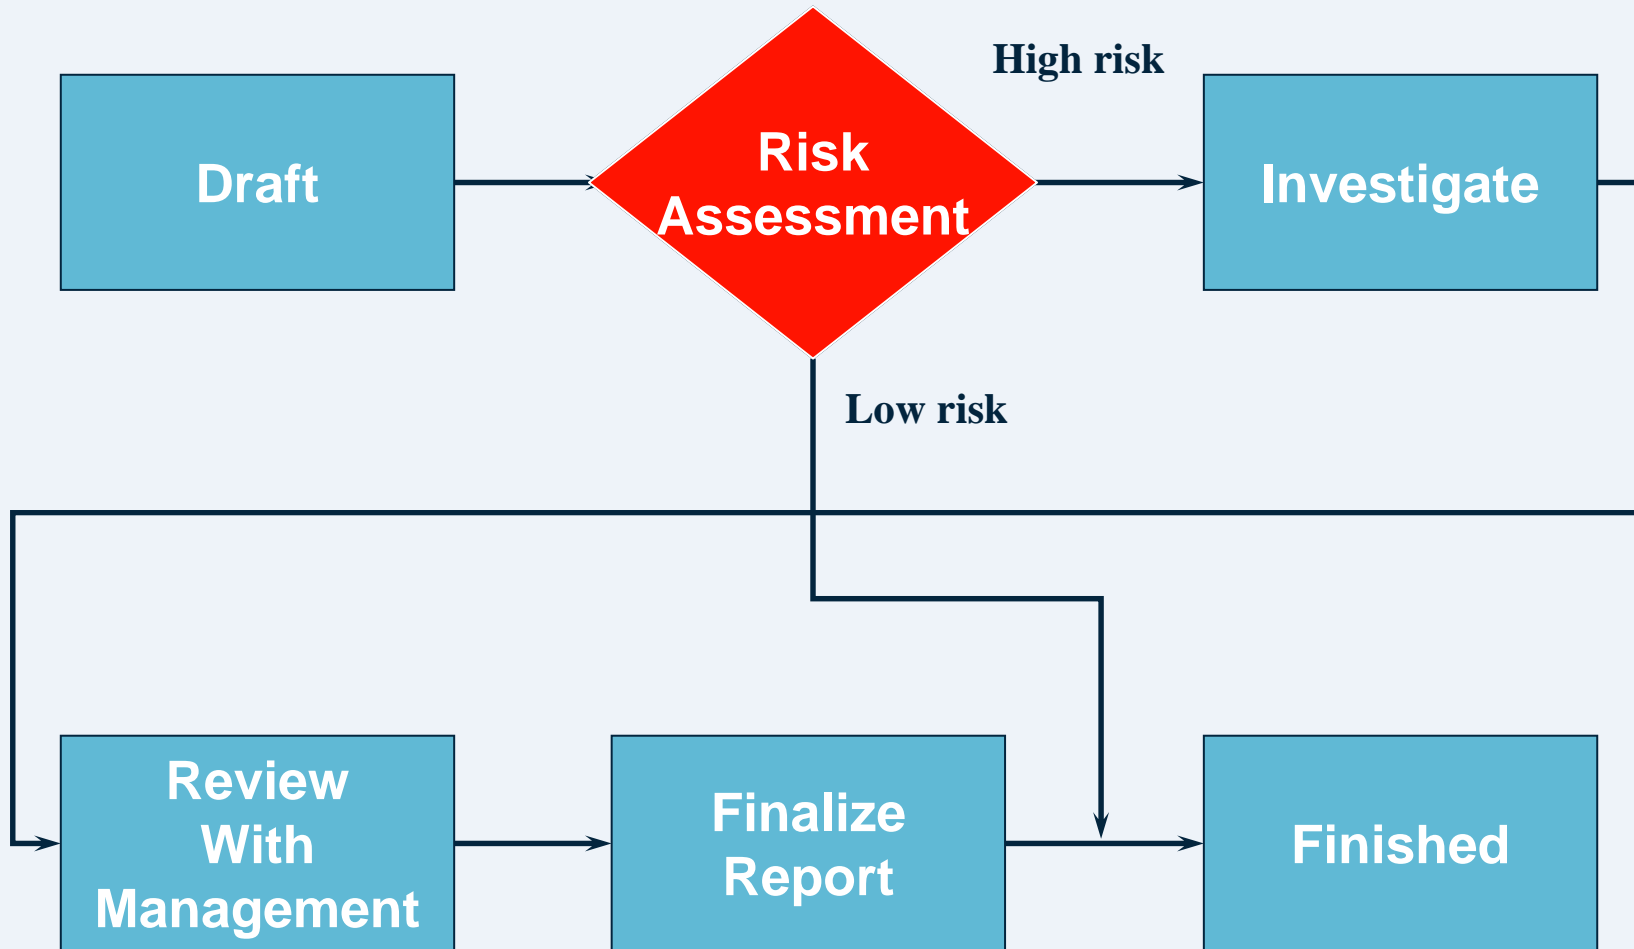 Draft
Risk
Assessment
High risk
Investigate
Low risk
Review
With
Management
Finalize
Report
Finished